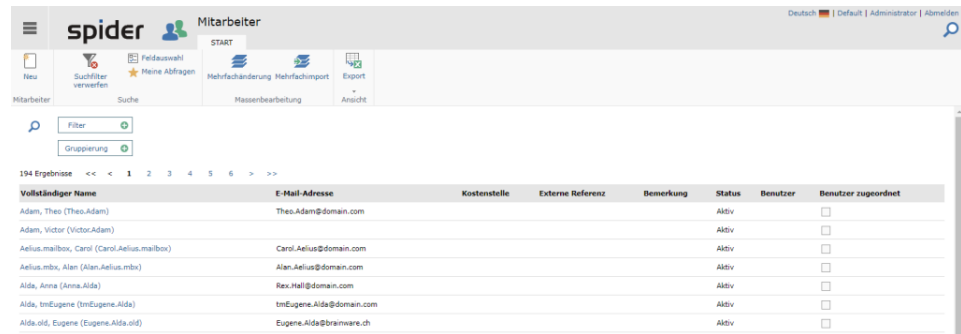 Deutsch | Default | Administrator | Abmelden
spider Mitarbeiter
START
Neu
Suchfilter verwerfen
Feldauswahl
Meine Abfragen
Mehrfachänderung Mehrfachimport
Export
Mitarbeiter Suche Massenbearbeitung Ansicht
Filter
Gruppierung
194 Ergebnisse << < 1 2 3 4 5 6 > >>
Vollständiger Name E-Mail-Adresse Kostenstelle Externe Referenz Bemerkung Status Benutzer Benutzer zugeordnet
Adam, Theo (Theo.Adam) Theo.Adam@domain.com Aktiv
Adam, Victor (Victor.Adam) Aktiv
Aelius.mailbox, Carol (Carol.Aelius.mailbox) Carol.Aelius@domain.com Aktiv
Aelius.mbx, Alan (Alan.Aelius.mbx) Alan.Aelius@domain.com Aktiv
Alda, Anna (Anna.Alda) Rex.Hall@domain.com Aktiv
Alda, tmEugene (tmEugene.Alda) tmEugene.Alda@domain.com Aktiv
Alda.old, Eugene (Eugene.Alda.old) Eugene.Alda@brainware.ch Aktiv